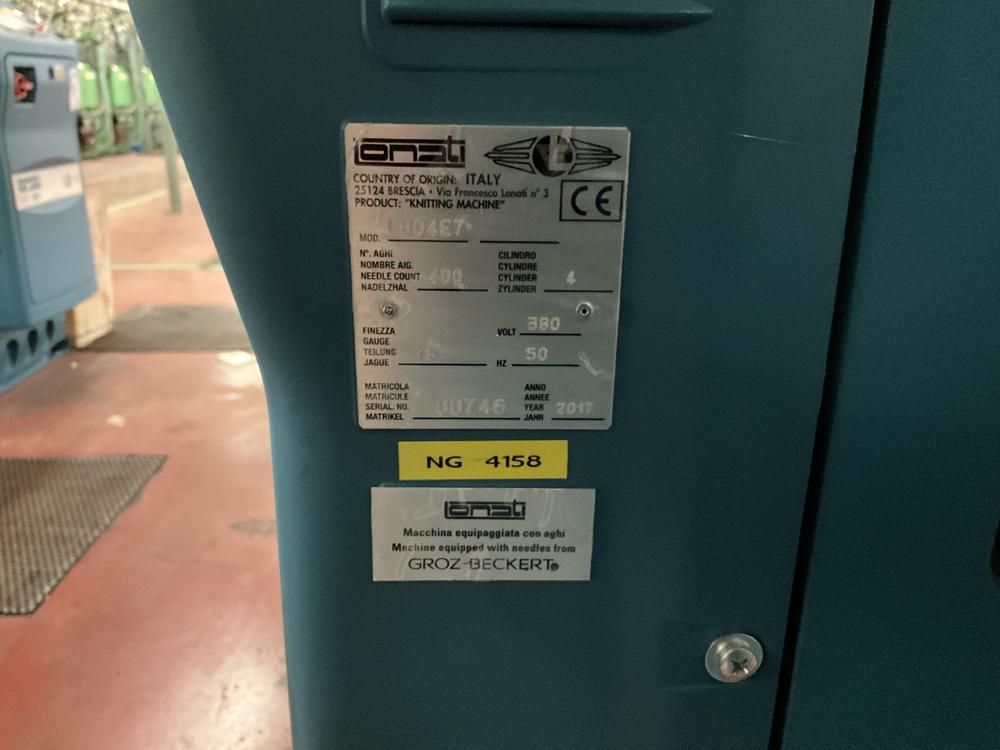 Lonati
COUNTRY OF ORIGIN: ITALY
25124 BRESCIA • Via Francesco Lonati n° 3
PRODUCT: "KNITTING MACHINE"
CE
MOD.
N°. AGHI
NOMBRE AIG.
NEEDLE COUNT 400
NADELZHAL
CILINDRO
CYLINDRE
CYLINDER 4
ZYLINDER
FINEZZA
GAUGE
TEILUNG
JAGUE
VOLT 380
HZ 50
MATRICOLA
MATRICULE
SERIAL. NO. 00746
MATRIKEL
ANNO
ANNEE
YEAR 2017
JAHR
NG 4158
Lonati
Macchina equipaggiata con aghi
Machine equipped with needles from
GROZ-BECKERT®